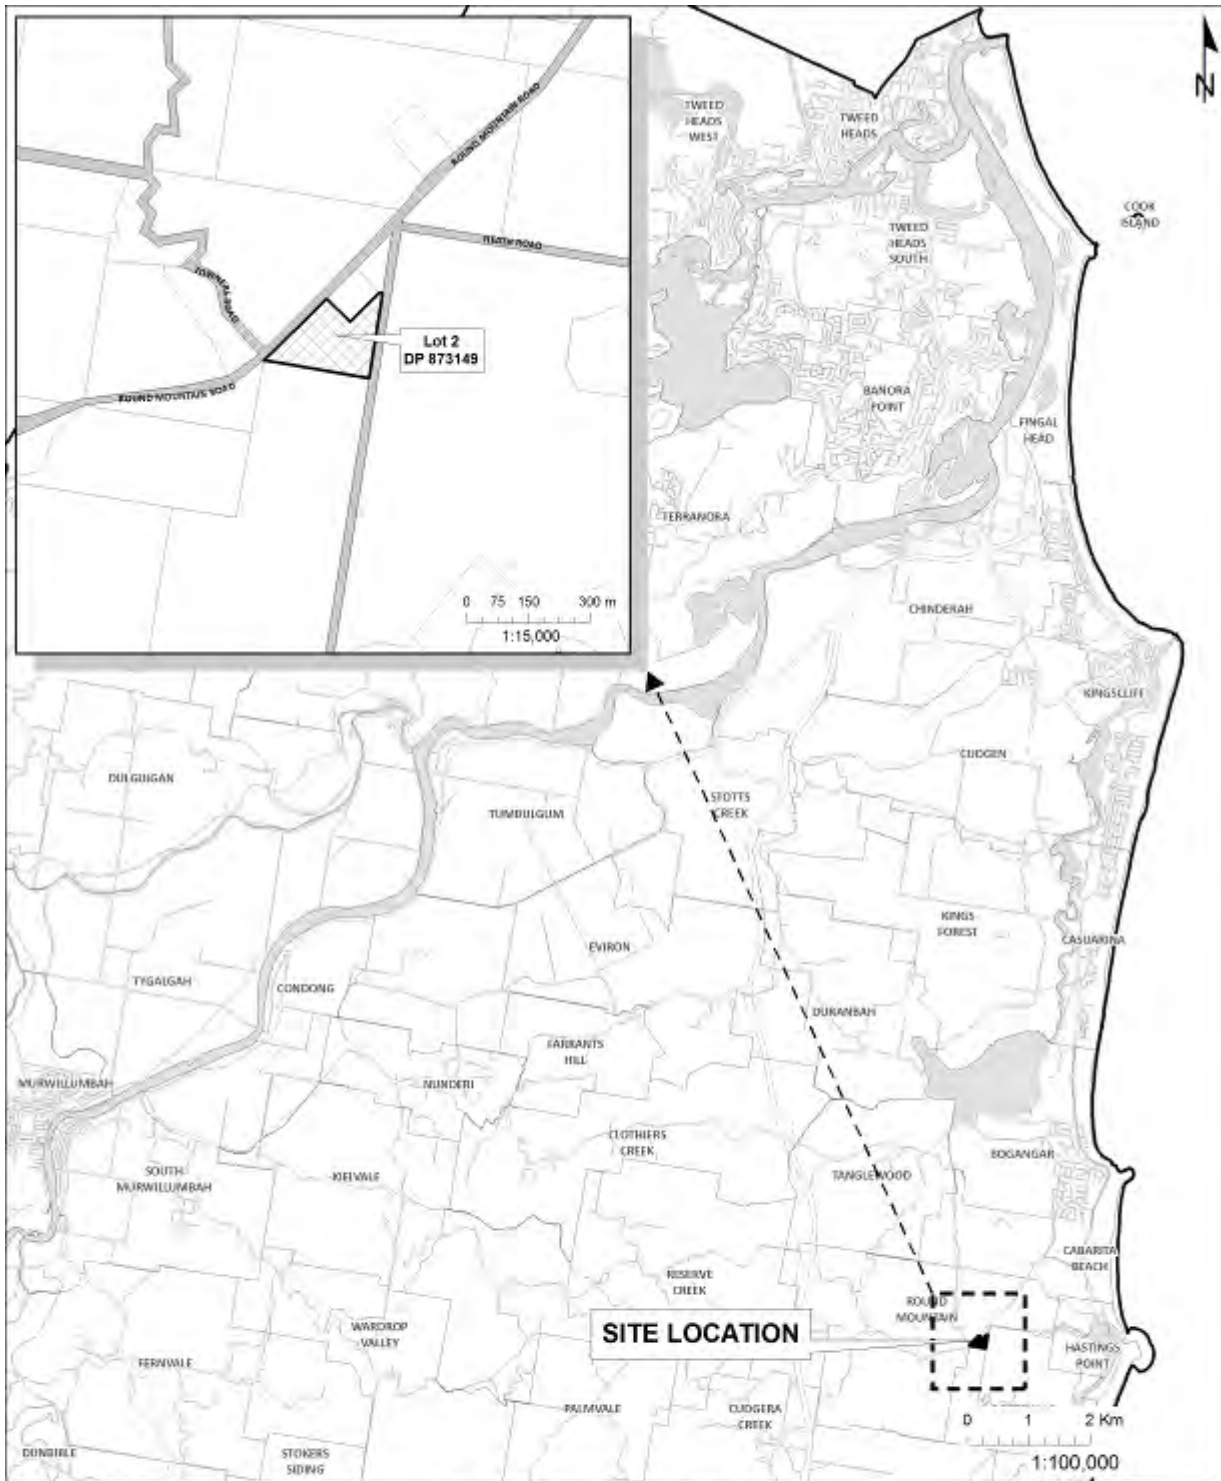 N
ROUND MOUNTAIN ROAD
HEATH ROAD
ROAD
Lot 2
DP 873149
ROUND MOUNTAIN ROAD
0 75 150 300 m
1:15,000
TWEED
HEADS
WEST
TWEED
HEADS
COOK
ISLAND
TWEED
HEADS
SOUTH
BANORA
POINT
FINGAL
HEAD
TERRANORA
CHINDERAH
KINGSCLIFF
CUDGEN
DULGUIGAN
TUMBULGUM
STOTTS
CREEK
KINGS
FOREST
CASUARINA
EVIRON
TYGALGAH
CONDONG
DURANBAH
FARRANTS
HILL
MURWILLUMBAH
NUNDERI
CLOTHIERS
CREEK
BOGANGAR
SOUTH
MURWILLUMBAH
KIELVALE
TANGLEWOOD
CABARITA
BEACH
RESERVE
CREEK
ROUND
MOUNTAIN
SITE LOCATION
WARDROP
VALLEY
HASTINGS
POINT
FERNVALE
PALMVALE
CUDGERA
CREEK
0 1 2 Km
1:100,000
DUNBIBLE
STOKERS
SIDING